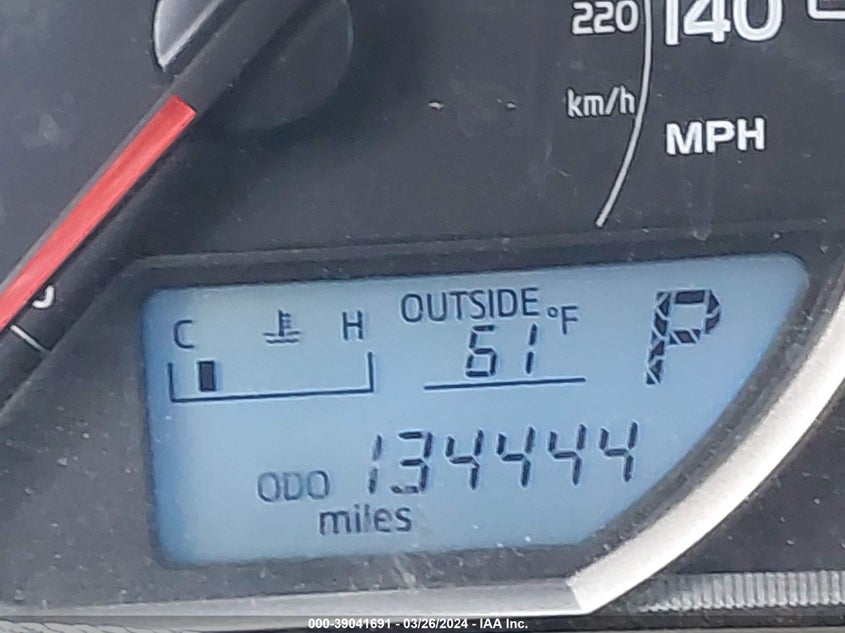 220 140
km/h
MPH
C H OUTSIDE °F P
61
ODO 134444
miles
000-39041691 - 03/26/2024 - IAA Inc.